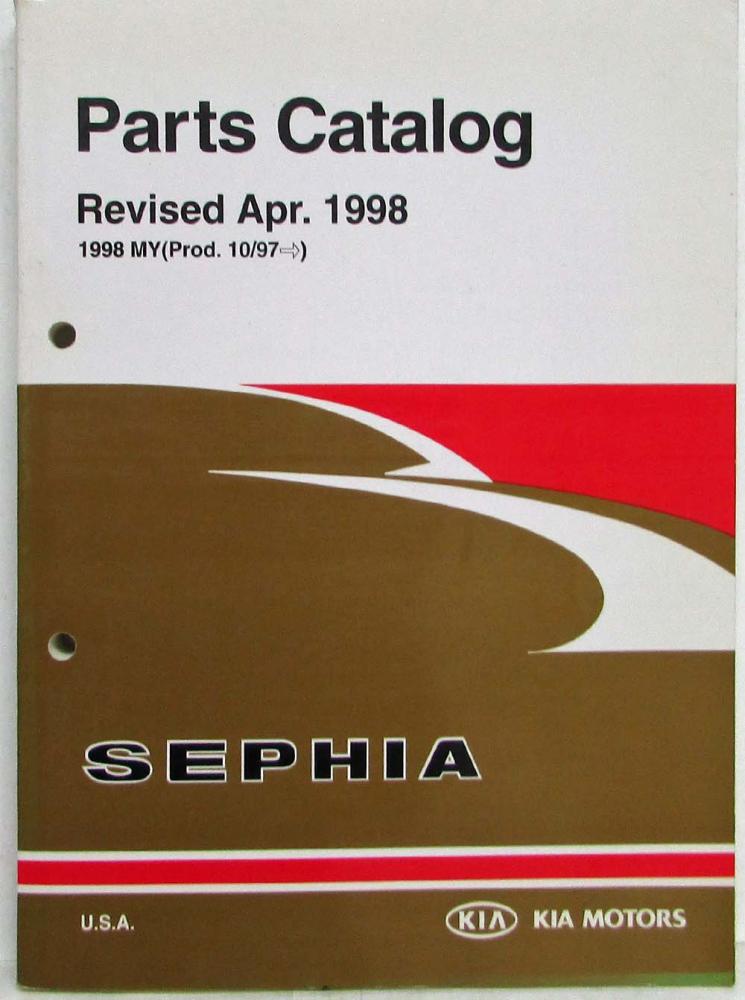 Parts Catalog
Revised Apr. 1998
1998 MY(Prod. 10/97⇨)
SEPHIA
U.S.A.
KIA KIA MOTORS